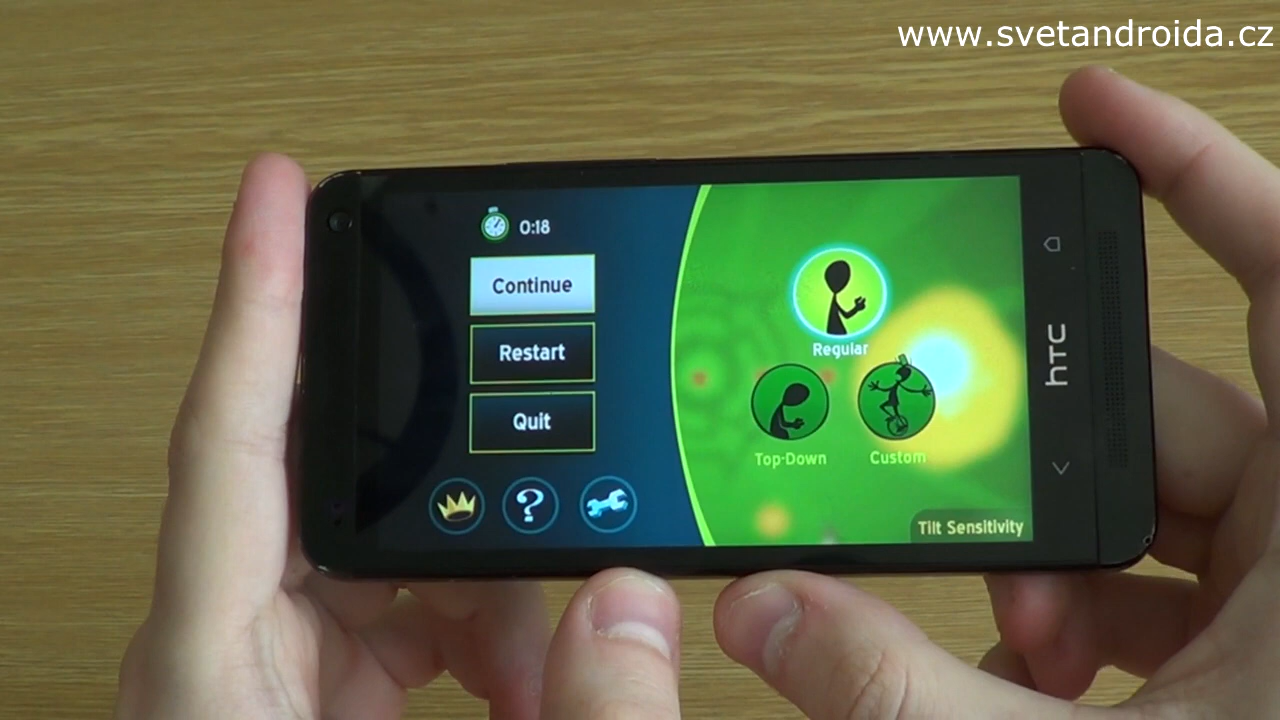 www.svetandroida.cz
0:18
Continue
Restart
Quit
?
Regular
Top-Down
Custom
Tilt Sensitivity
hTC